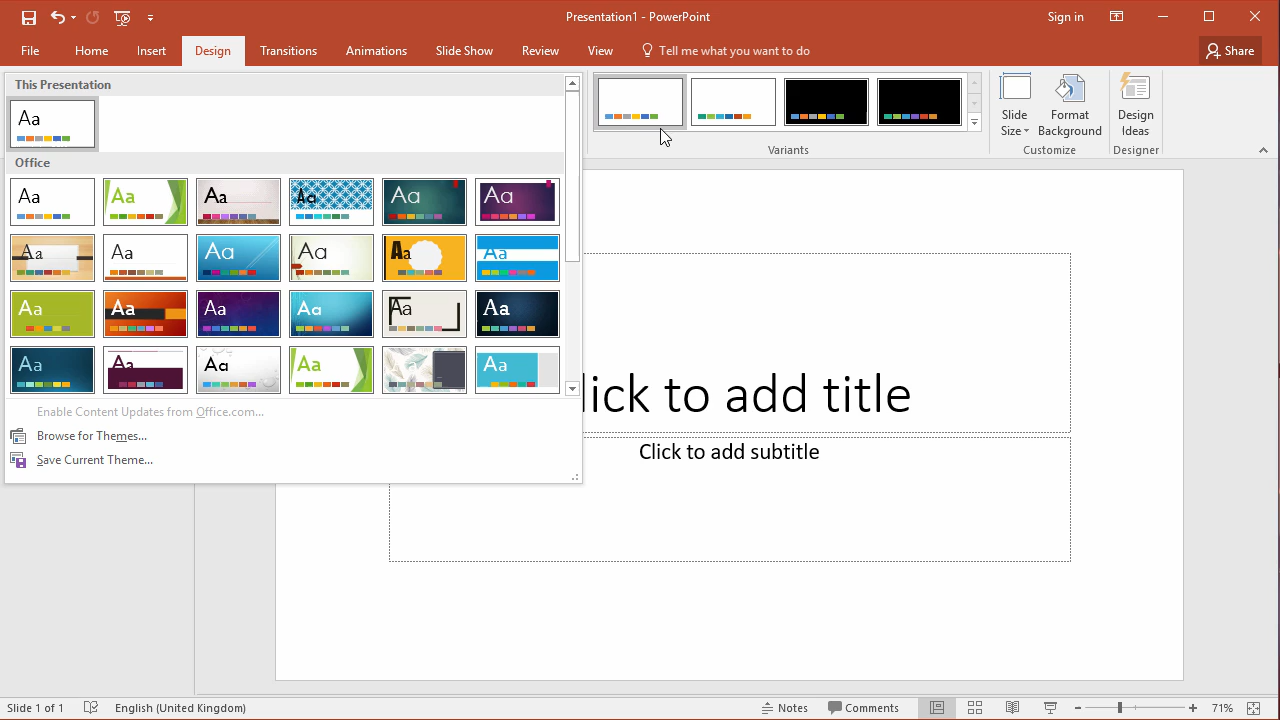 Presentation1 - PowerPoint
Sign in
File Home Insert Design Transitions Animations Slide Show Review View Tell me what you want to do Share
This Presentation
Aa
Office
Aa Aa Aa Aa Aa Aa
Aa Aa Aa Aa Aa Aa
Aa Aa Aa Aa Aa Aa
Aa Aa Aa Aa Aa
Enable Content Updates from Office.com...
Browse for Themes...
Save Current Theme...
Variants
Slide Size
Format Background
Customize
Design Ideas
Designer
lick to add title
Click to add subtitle
Slide 1 of 1 English (United Kingdom) Notes Comments 71%